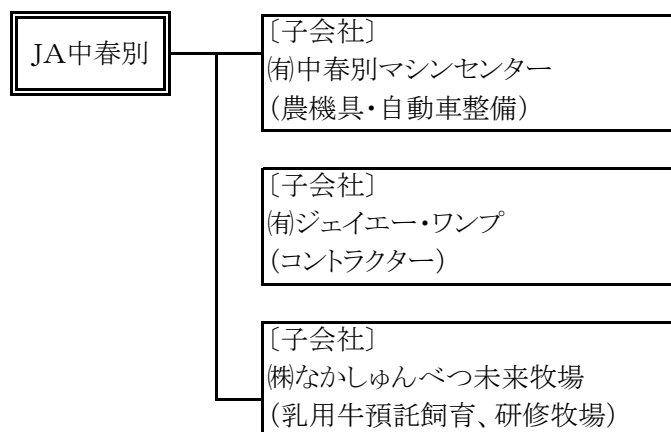 JA中春別
〔子会社〕
㈲中春別マシンセンター
（農機具・自動車整備）
〔子会社〕
㈲ジェイエー・ワンプ
（コントラクター）
〔子会社〕
㈱なかしゅんべつ未来牧場
（乳用牛預託飼育、研修牧場）